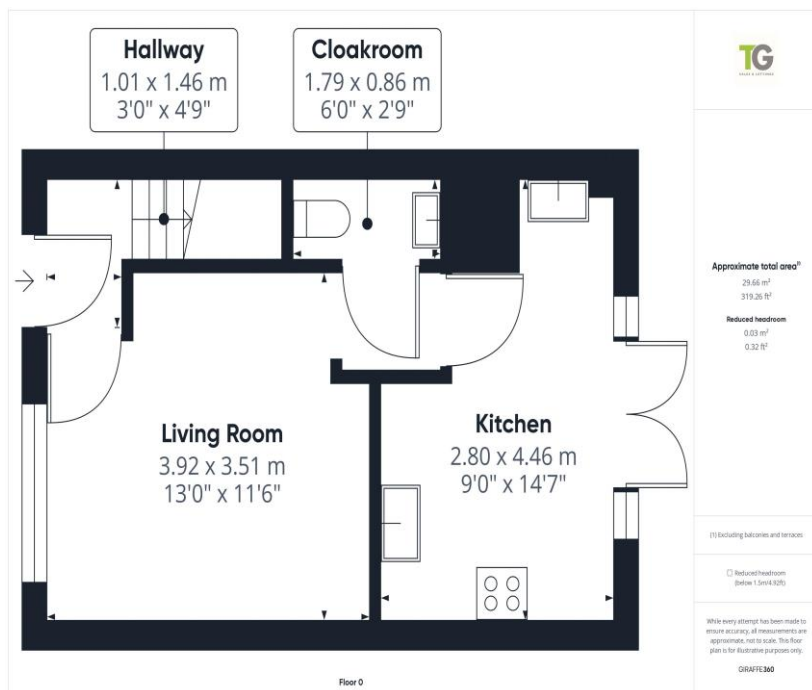 Hallway
1.01 x 1.46 m
3'0" x 4'9"
Cloakroom
1.79 x 0.86 m
6'0" x 2'9"
Living Room
3.92 x 3.51 m
13'0" x 11'6"
Kitchen
2.80 x 4.46 m
9'0" x 14'7"
Floor 0
TG
SALES & LETTINGS
Approximate total area⁽¹⁾
29.66 m²
319.26 ft²
Reduced headroom
0.03 m²
0.32 ft²
(1) Excluding balconies and terraces
Reduced headroom
(below 1.5m/4.92ft)
While every attempt has been made to
ensure accuracy, all measurements are
approximate, not to scale. This floor
plan is for illustrative purposes only.
GIRAFFE360